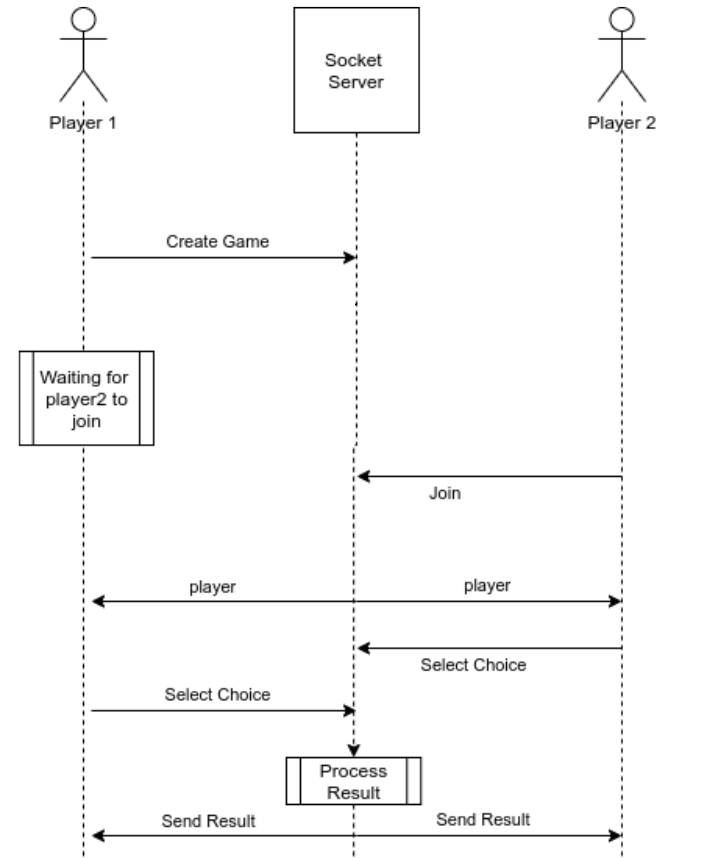 Socket
Server
Player 1
Player 2
Create Game
Waiting for
player2 to
join
Join
player
player
Select Choice
Select Choice
Process
Result
Send Result
Send Result